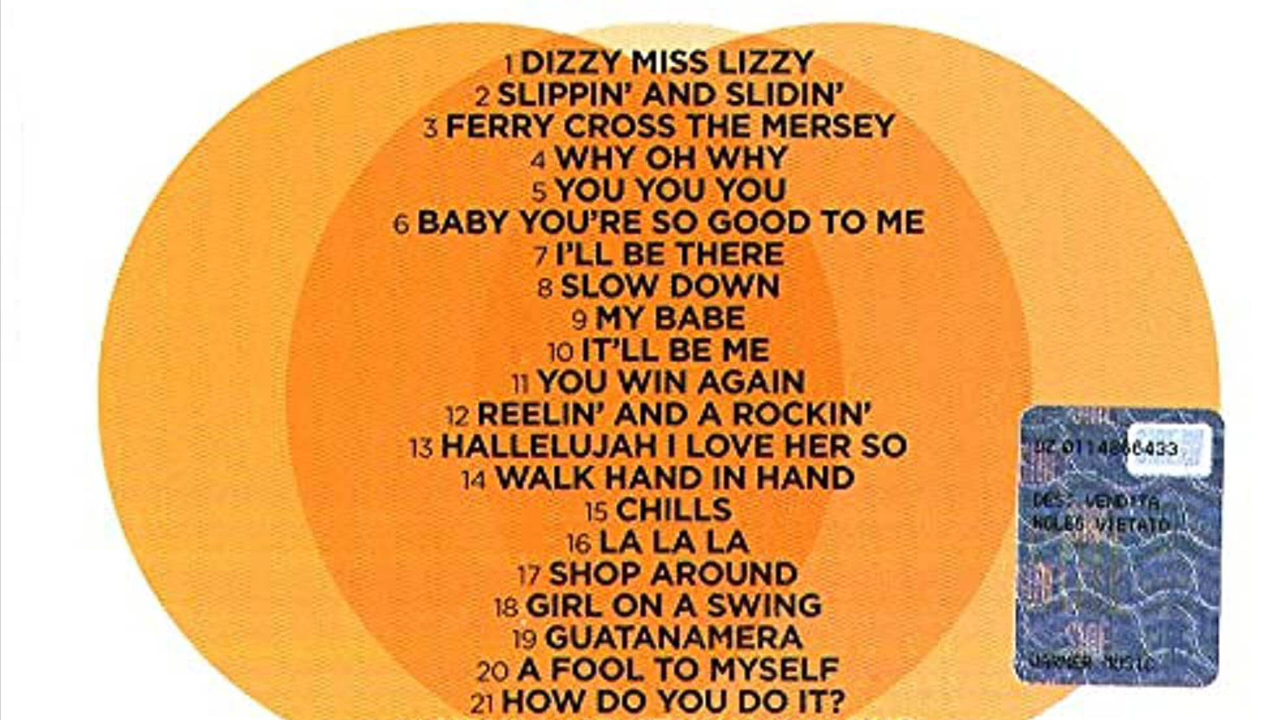 1 DIZZY MISS LIZZY
2 SLIPPIN' AND SLIDIN'
3 FERRY CROSS THE MERSEY
4 WHY OH WHY
5 YOU YOU YOU
6 BABY YOU'RE SO GOOD TO ME
7 I'LL BE THERE
8 SLOW DOWN
9 MY BABE
10 IT'LL BE ME
11 YOU WIN AGAIN
12 REELIN' AND A ROCKIN'
13 HALLELUJAH I LOVE HER SO
14 WALK HAND IN HAND
15 CHILLS
16 LA LA LA
17 SHOP AROUND
18 GIRL ON A SWING
19 GUATANAMERA
20 A FOOL TO MYSELF
21 HOW DO YOU DO IT?
DES. VENDITA
NOLEG VIETATO
WARNER MUSIC